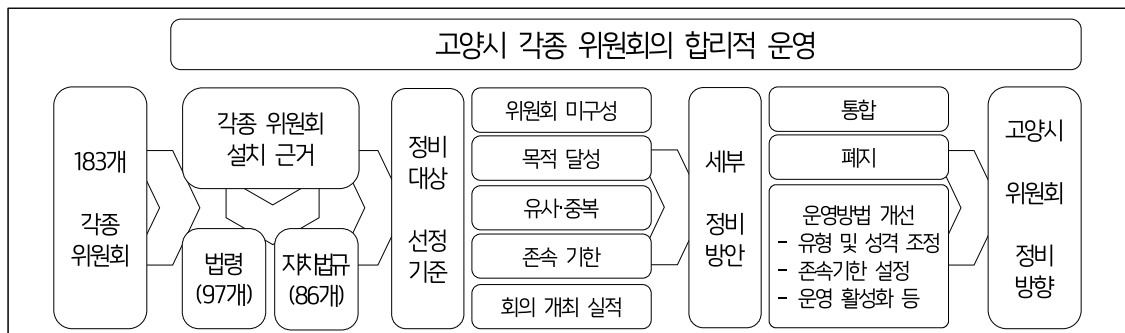 고양시 각종 위원회의 합리적 운영
183개
각종
위원회
각종 위원회
설치 근거
법령
(97개)
자치법규
(86개)
정비
대상
선정
기준
위원회 미구성
목적 달성
유사·중복
존속 기한
회의 개최 실적
세부
정비
방안
통합
폐지
운영방법 개선
- 유형 및 성격 조정
- 존속기한 설정
- 운영 활성화 등
고양시
위원회
정비
방향